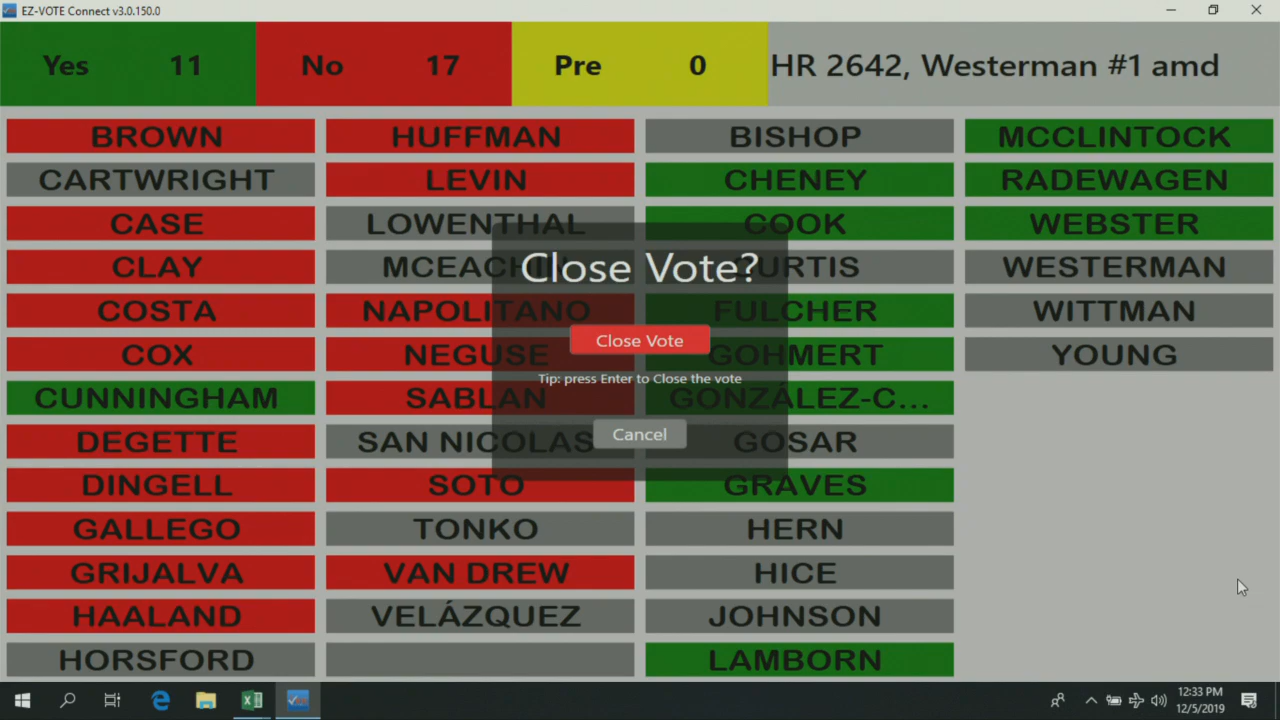 EZ-VOTE Connect v3.0.150.0
Yes 11 No 17 Pre 0 HR 2642, Westerman #1 amd
BROWN HUFFMAN BISHOP MCCLINTOCK
CARTWRIGHT LEVIN CHENEY RADEWAGEN
CASE LOWENTHAL COOK WEBSTER
CLAY MCEACHIN CURTIS WESTERMAN
COSTA NAPOLITANO FULCHER WITTMAN
COX NEGUSE GOHMERT YOUNG
CUNNINGHAM SABLAN GONZÁLEZ-C...
DEGETTE SAN NICOLAS GOSAR
DINGELL SOTO GRAVES
GALLEGO TONKO HERN
GRIJALVA VAN DREW HICE
HAALAND VELÁZQUEZ JOHNSON
HORSFORD LAMBORN
Close Vote?
Close Vote
Tip: press Enter to Close the vote
Cancel
12:33 PM
12/5/2019